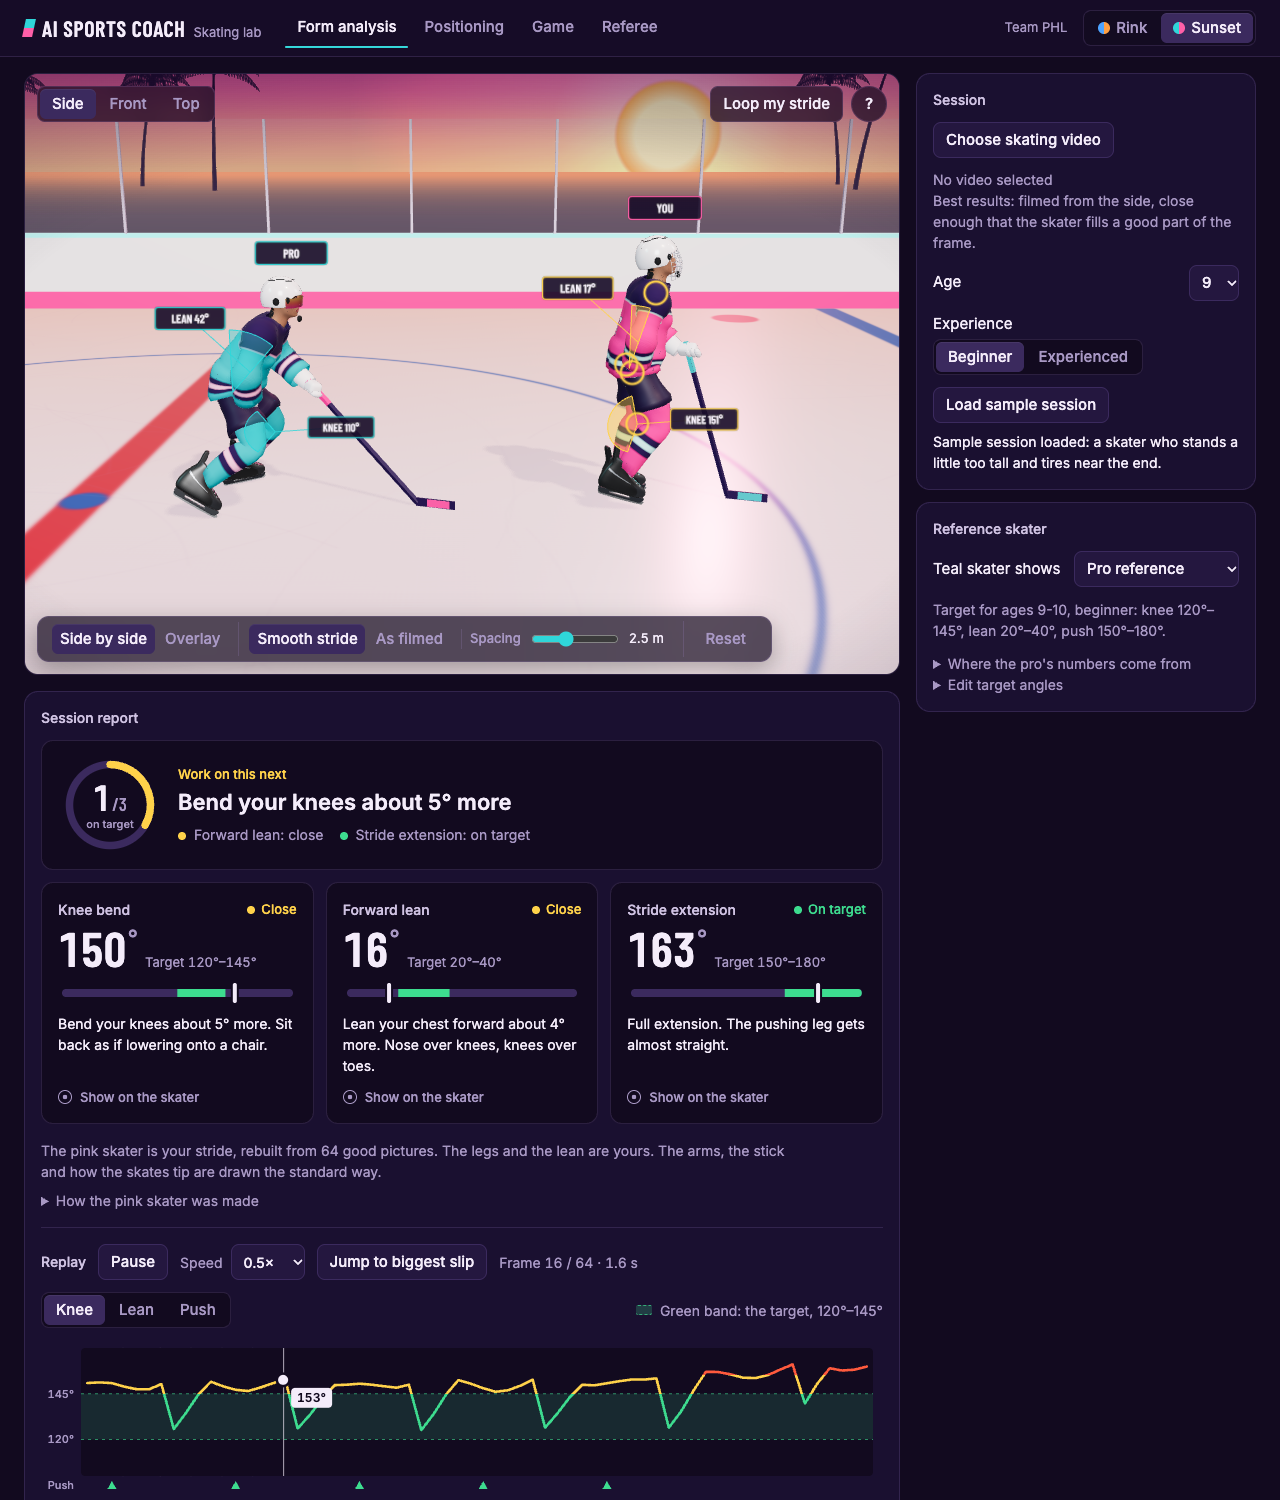 AI SPORTS COACH Skating lab
Form analysis Positioning Game Referee
Team PHL Rink Sunset
Side Front Top
Loop my stride ?
YOU
PRO
LEAN 17°
LEAN 42°
KNEE 151°
KNEE 110°
Side by side Overlay Smooth stride As filmed Spacing 2.5 m Reset
Session
Choose skating video
No video selected
Best results: filmed from the side, close
enough that the skater fills a good part of the
frame.
Age 9
Experience
Beginner Experienced
Load sample session
Sample session loaded: a skater who stands a
little too tall and tires near the end.
Reference skater
Teal skater shows Pro reference
Target for ages 9-10, beginner: knee 120°–
145°, lean 20°–40°, push 150°–180°.
Where the pro's numbers come from
Edit target angles
Session report
1/3
on target
Work on this next
Bend your knees about 5° more
Forward lean: close Stride extension: on target
Knee bend Close
150° Target 120°–145°
Bend your knees about 5° more. Sit
back as if lowering onto a chair.
Show on the skater
Forward lean Close
16° Target 20°–40°
Lean your chest forward about 4°
more. Nose over knees, knees over
toes.
Show on the skater
Stride extension On target
163° Target 150°–180°
Full extension. The pushing leg gets
almost straight.
Show on the skater
The pink skater is your stride, rebuilt from 64 good pictures. The legs and the lean are yours. The arms, the stick
and how the skates tip are drawn the standard way.
How the pink skater was made
Replay Pause Speed 0.5× Jump to biggest slip Frame 16 / 64 · 1.6 s
Knee Lean Push
Green band: the target, 120°–145°
145°
153°
120°
Push